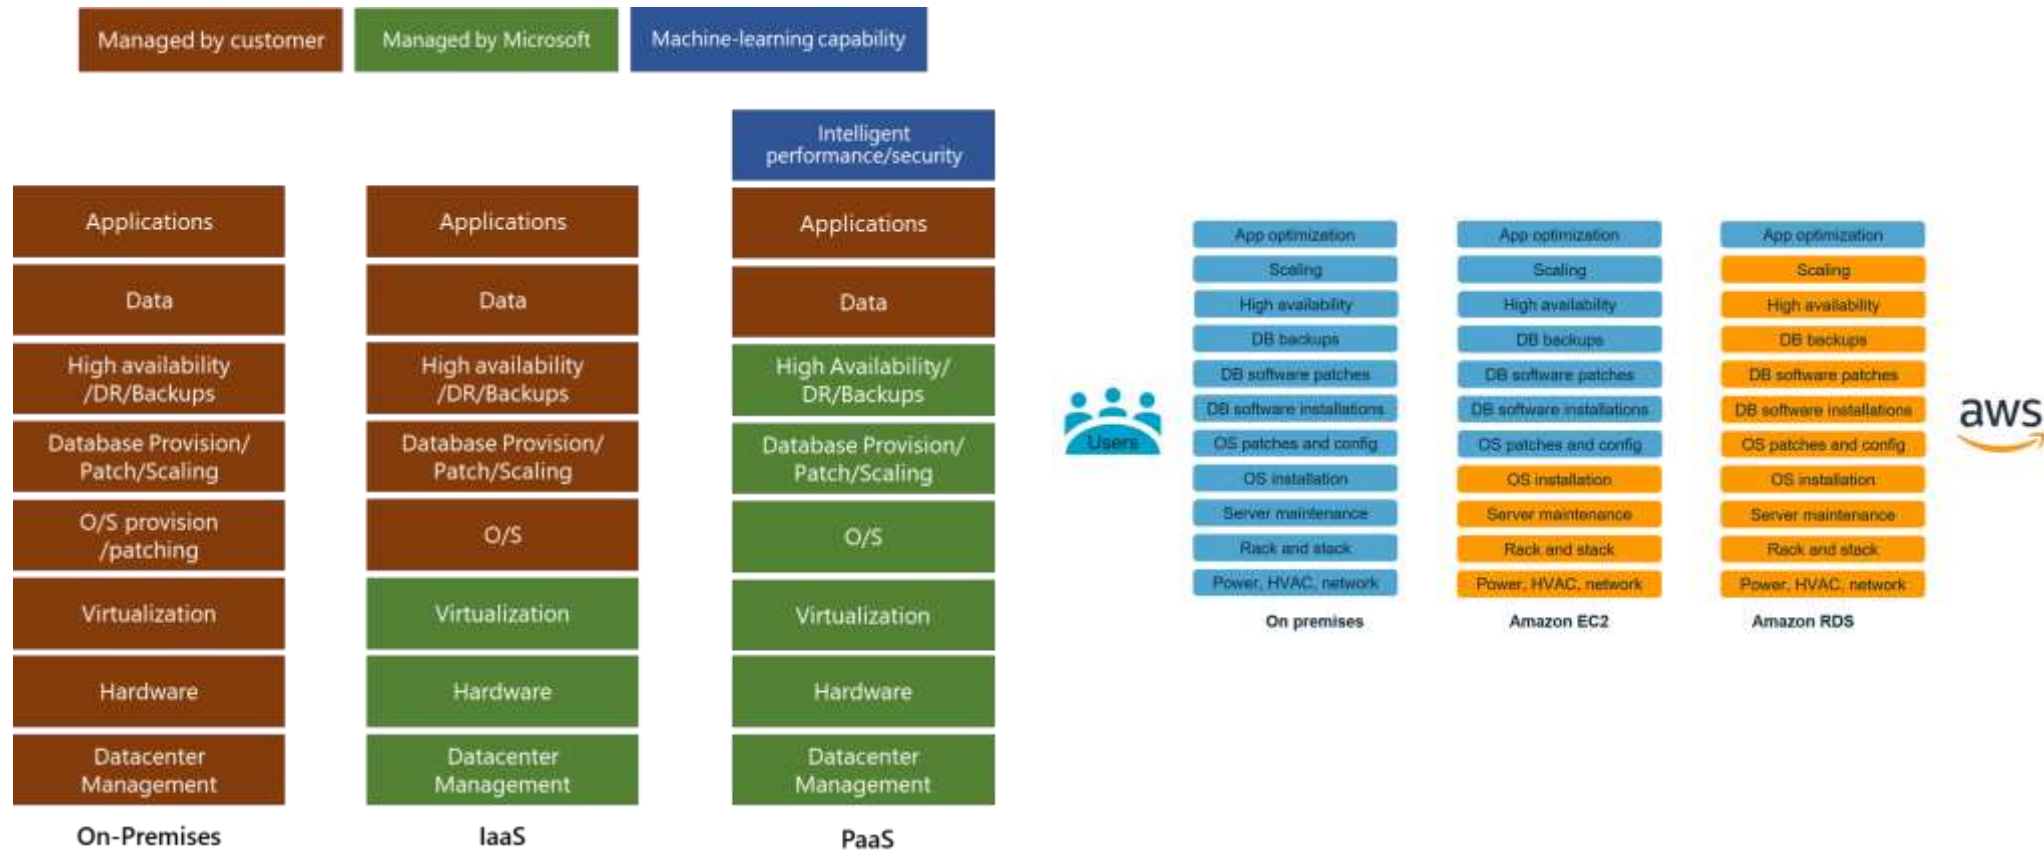 Managed by customer
Managed by Microsoft
Machine-learning capability
Applications
Data
High availability
/DR/Backups
Database Provision/
Patch/Scaling
O/S provision
/patching
Virtualization
Hardware
Datacenter
Management
On-Premises
Applications
Data
High availability
/DR/Backups
Database Provision/
Patch/Scaling
O/S
Virtualization
Hardware
Datacenter
Management
IaaS
Intelligent
performance/security
Applications
Data
High Availability/
DR/Backups
Database Provision/
Patch/Scaling
O/S
Virtualization
Hardware
Datacenter
Management
PaaS
Users
App optimization
Scaling
High availability
DB backups
DB software patches
DB software installations
OS patches and config
OS installation
Server maintenance
Rack and stack
Power, HVAC, network
On premises
App optimization
Scaling
High availability
DB backups
DB software patches
DB software installations
OS patches and config
OS installation
Server maintenance
Rack and stack
Power, HVAC, network
Amazon EC2
App optimization
Scaling
High availability
DB backups
DB software patches
DB software installations
OS patches and config
OS installation
Server maintenance
Rack and stack
Power, HVAC, network
Amazon RDS
aws